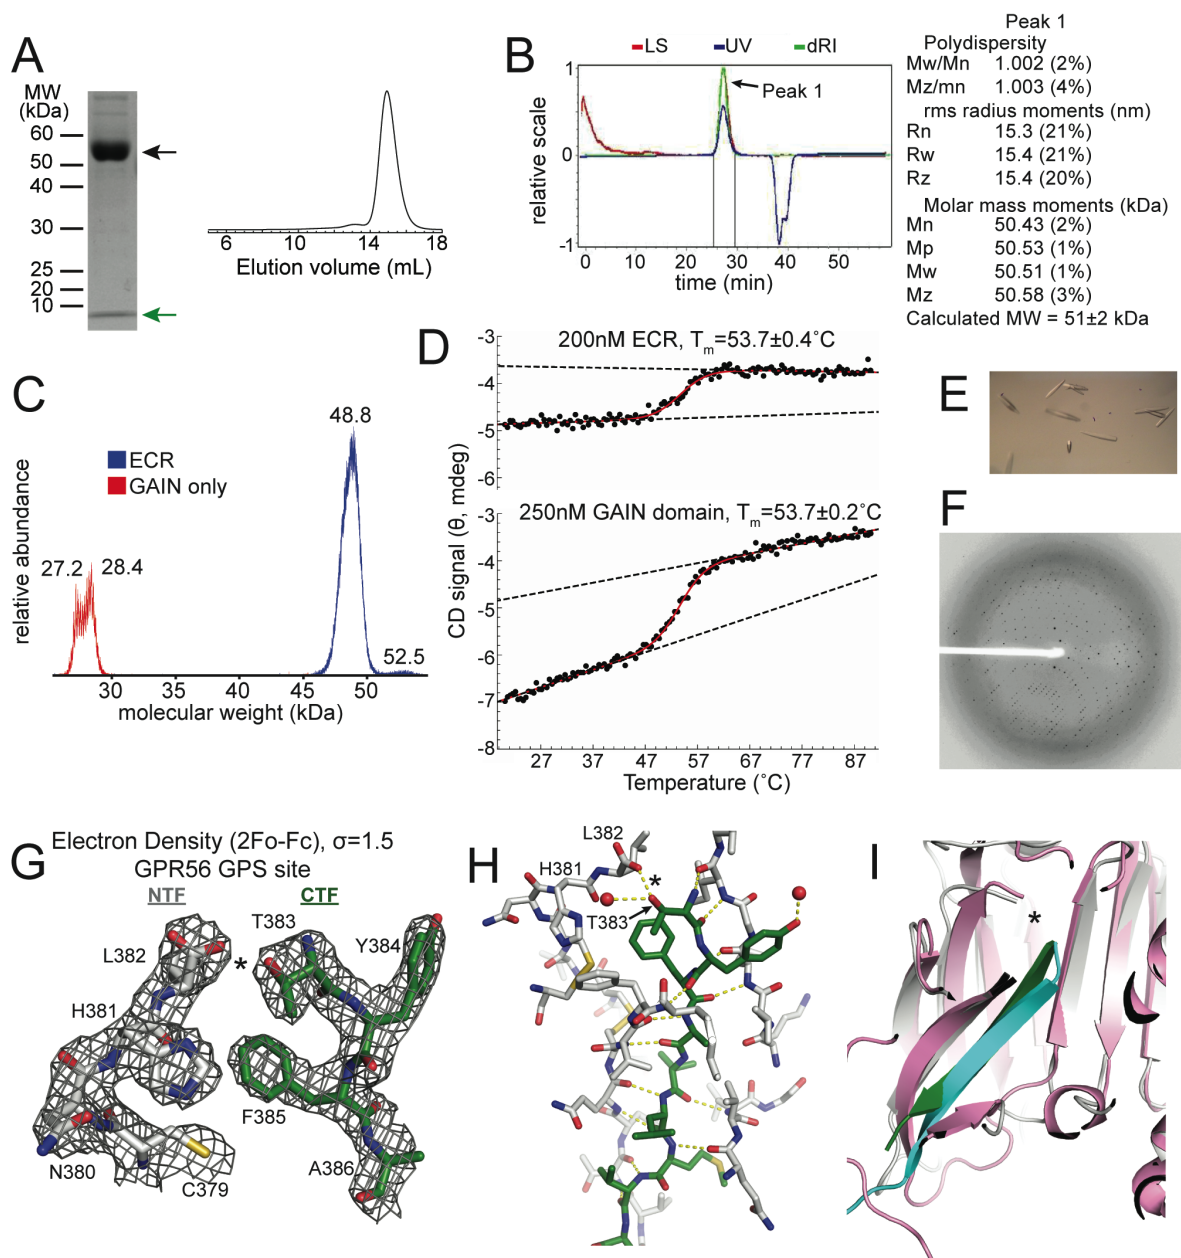 A
MW
(kDa)
60
50
40
30
25
20
10
6
10
14
18
Elution volume (mL)
B
LS
UV
dRI
1
0
-1
relative scale
Peak 1
0
10
20
30
40
50
time (min)
Peak 1
Polydispersity
Mw/Mn 1.002 (2%)
Mz/mn 1.003 (4%)
rms radius moments (nm)
Rn 15.3 (21%)
Rw 15.4 (21%)
Rz 15.4 (20%)
Molar mass moments (kDa)
Mn 50.43 (2%)
Mp 50.53 (1%)
Mw 50.51 (1%)
Mz 50.58 (3%)
Calculated MW = 51±2 kDa
C
relative abundance
ECR
GAIN only
27.2
28.4
48.8
52.5
30
35
40
45
50
molecular weight (kDa)
D
-3
200nM ECR, Tm=53.7±0.4˚C
-4
-5
-6
-3
250nM GAIN domain, Tm=53.7±0.2˚C
-4
-5
-6
-7
-8
CD signal (θ, mdeg)
27
37
47
57
67
77
87
Temperature (˚C)
E
F
G
Electron Density (2Fo-Fc), σ=1.5
GPR56 GPS site
NTF
CTF
T383
Y384
L382
*
H381
F385
N380
A386
C379
H
L382
H381
*
T383
I
*